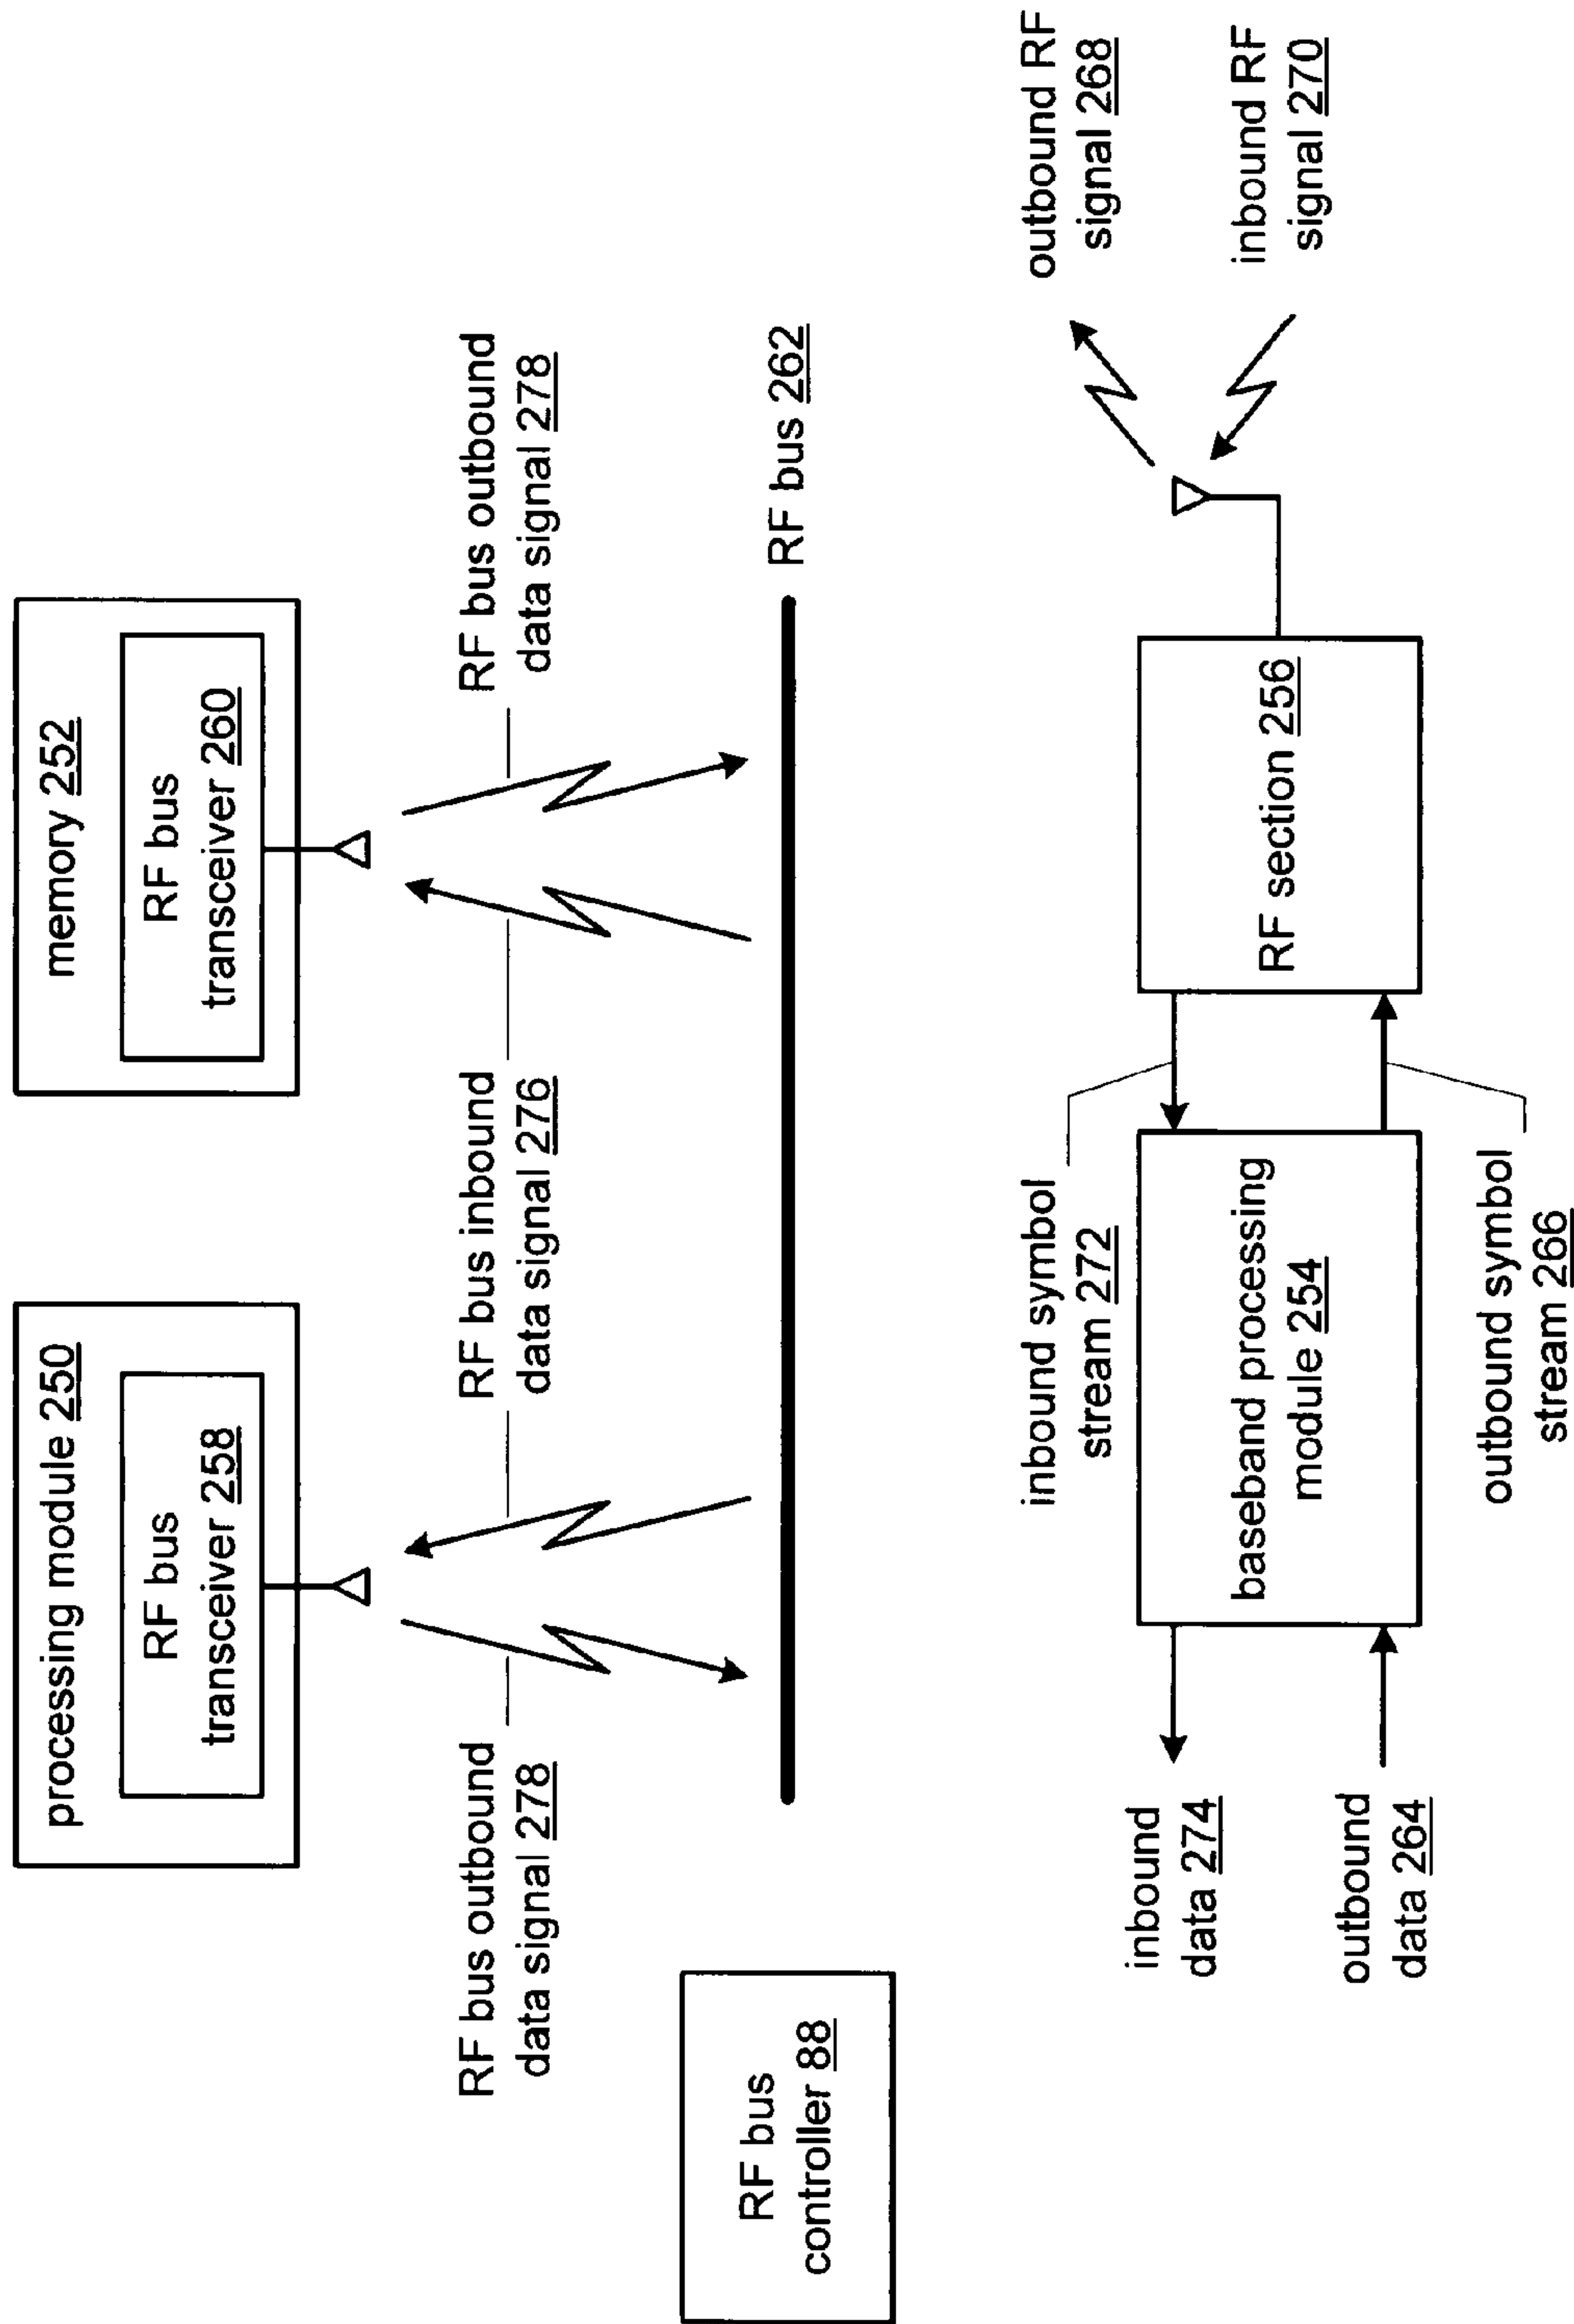 processing module 250
RF bus
transceiver 258
memory 252
RF bus
transceiver 260
RF bus outbound
data signal 278
RF bus inbound
data signal 276
RF bus outbound
data signal 278
RF bus
controller 88
RF bus 262
inbound symbol
stream 272
outbound RF
signal 268
inbound
data 274
baseband processing
module 254
RF section 256
inbound RF
signal 270
outbound
data 264
outbound symbol
stream 266